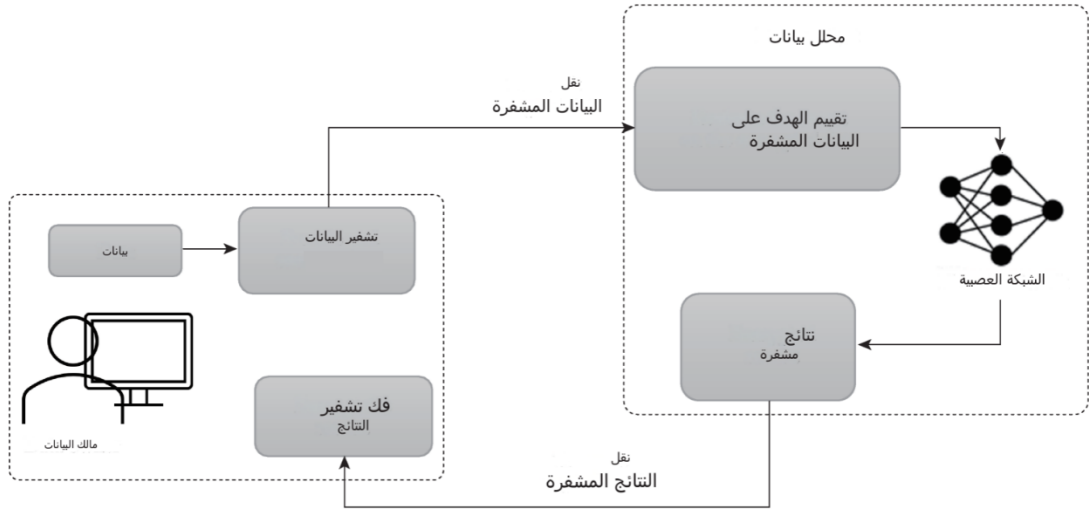 محلل بيانات
نقل
البيانات المشفرة
تقييم الهدف على
البيانات المشفرة
تشفير البيانات
بيانات
الشبكة العصبية
نتائج
مشفرة
فك تشفير
النتائج
مالك البيانات
نقل
النتائج المشفرة